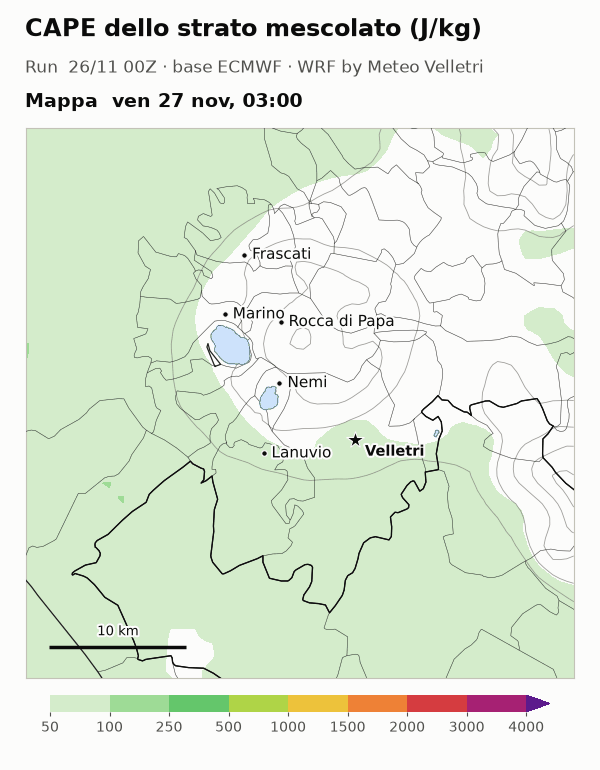 CAPE dello strato mescolato (J/kg)
Run  26/11 00Z · base ECMWF · WRF by Meteo Velletri
Mappa  ven 27 nov, 03:00
Frascati
Marino
Rocca di Papa
Nemi
Velletri
Lanuvio
10 km
50 100 250 500 1000 1500 2000 3000 4000